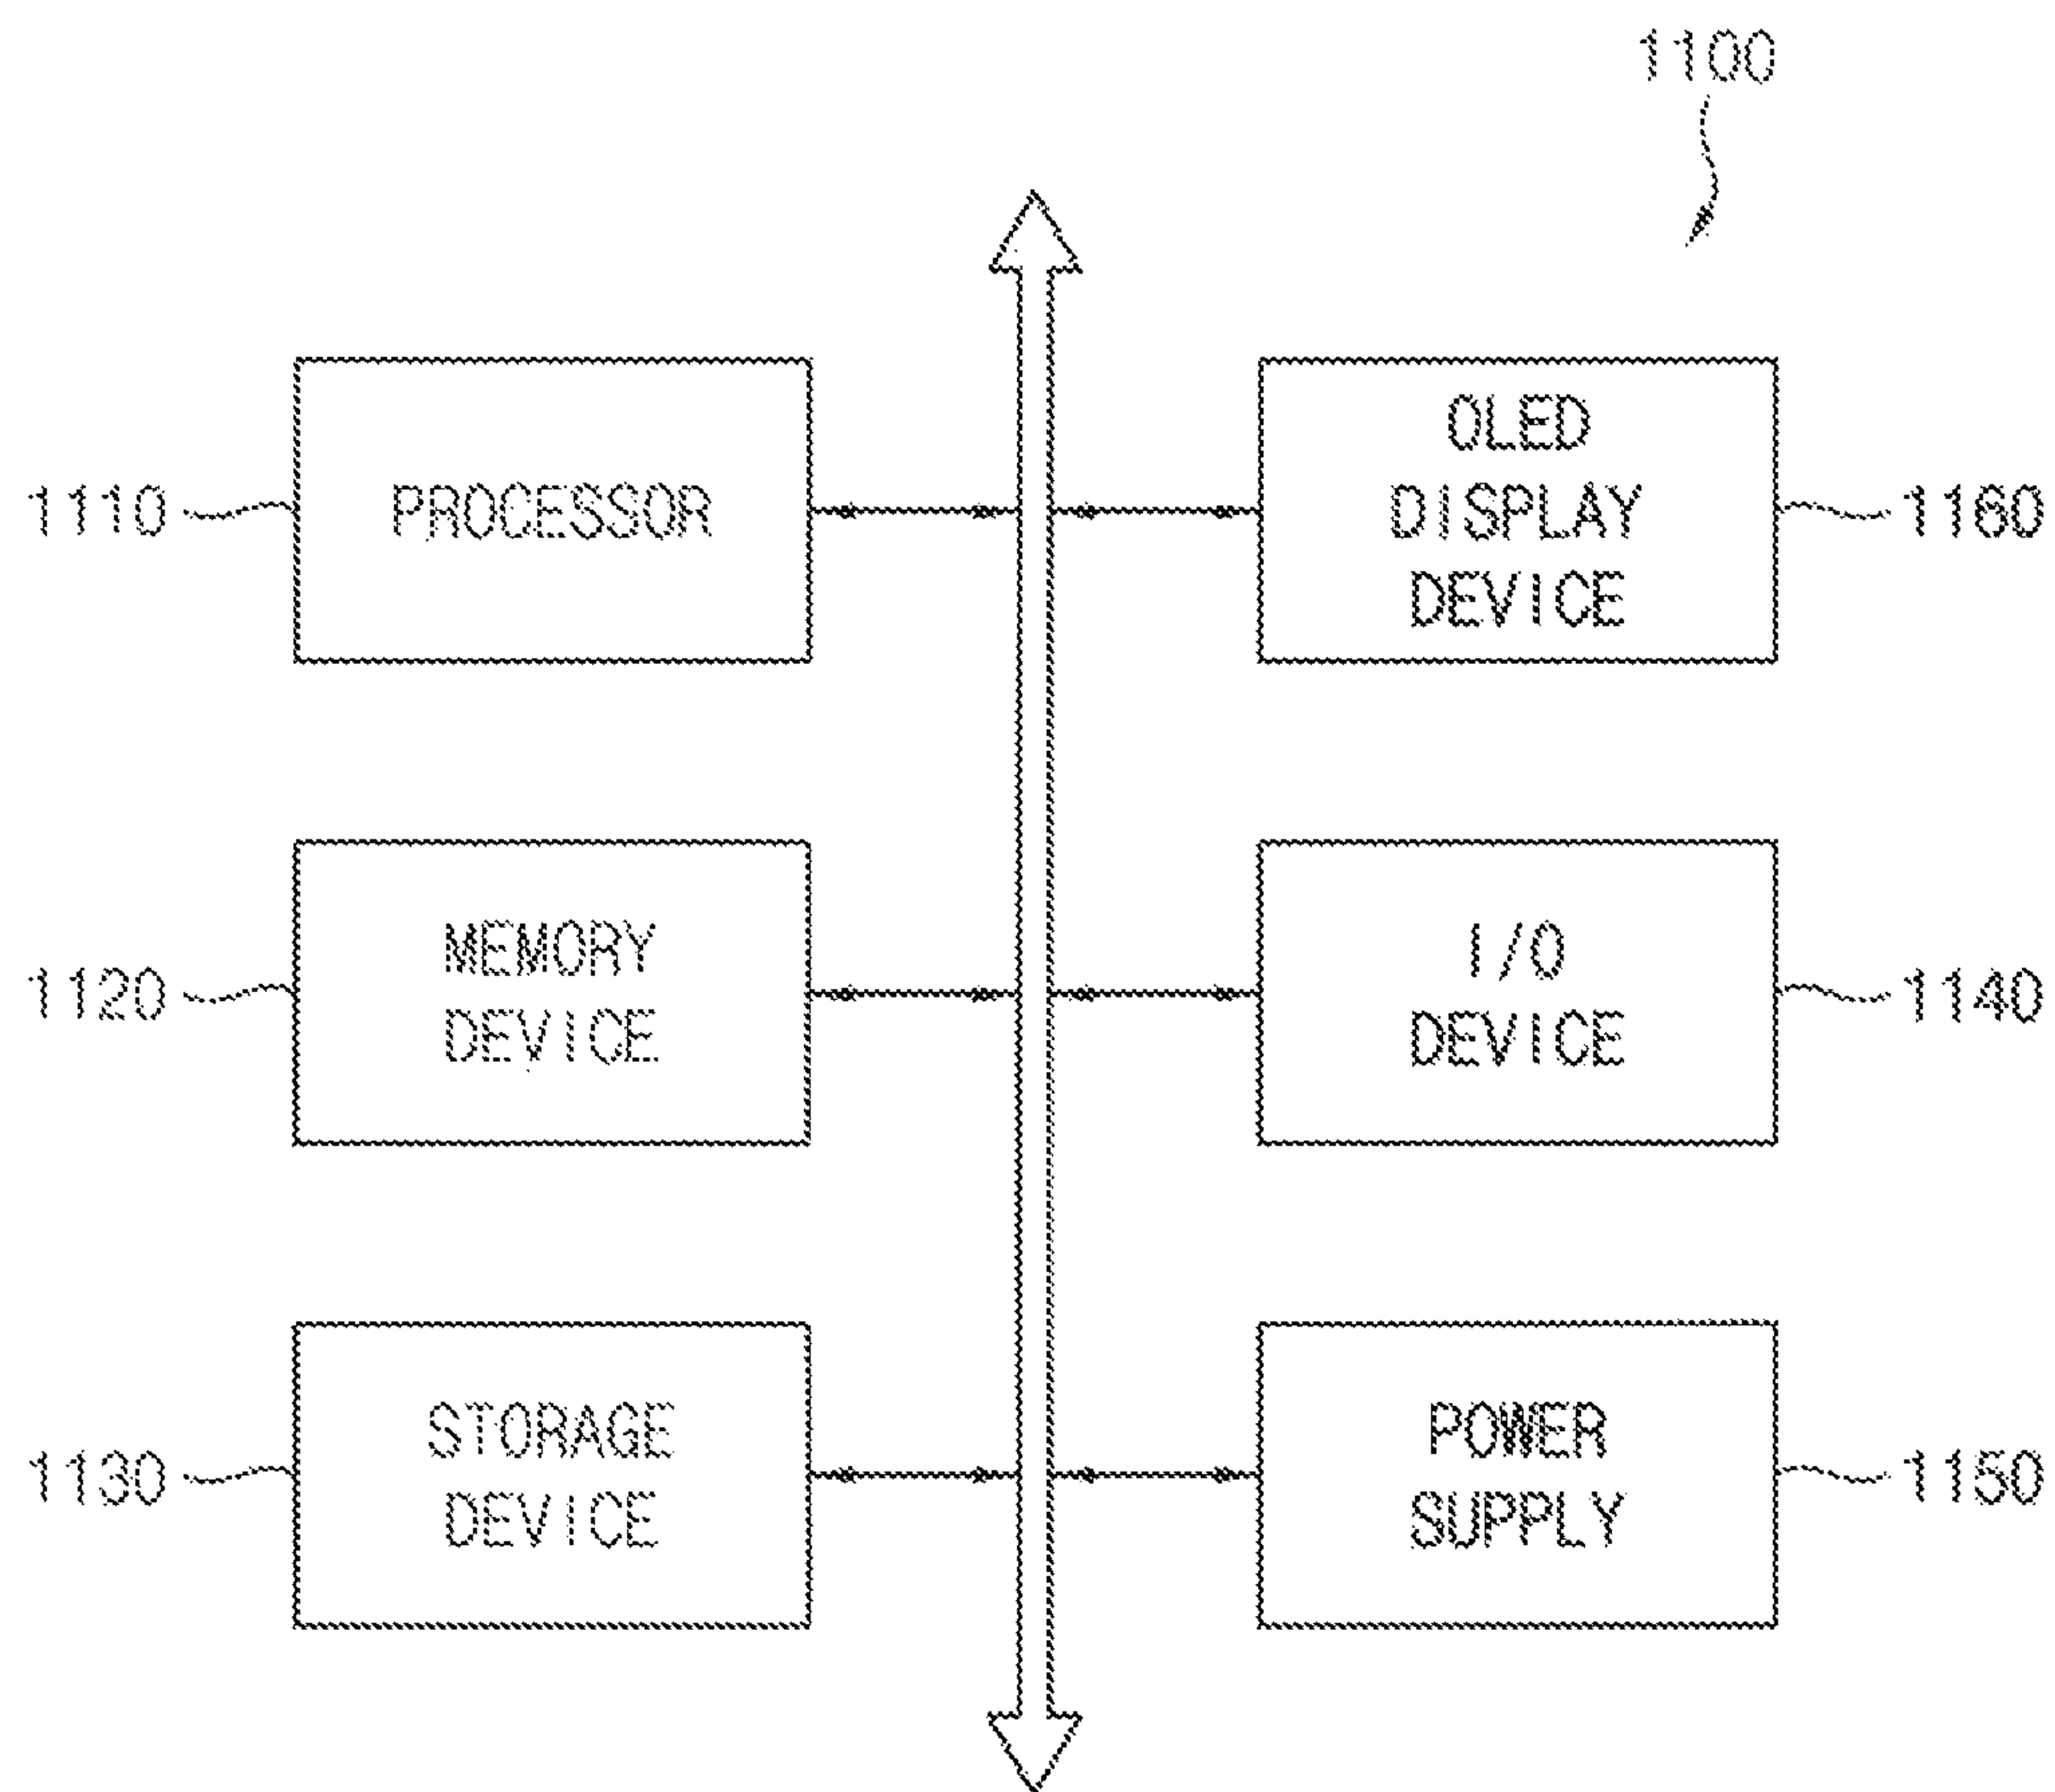 1100
1110
PROCESSOR
OLED
DISPLAY
DEVICE
1160
1120
MEMORY
DEVICE
I/O
DEVICE
1140
1130
STORAGE
DEVICE
POWER
SUPPLY
1150